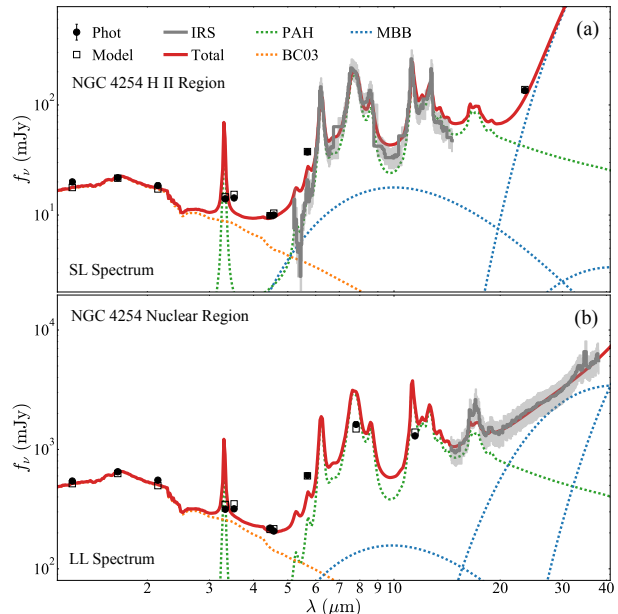 Phot IRS PAH MBB (a)
Model Total BC03
NGC 4254 H II Region
10²
fν (mJy)
10¹
SL Spectrum
NGC 4254 Nuclear Region (b)
10⁴
10³
fν (mJy)
10²
LL Spectrum
2 3 4 5 6 7 8 9 10 20 30 40
λ (μm)